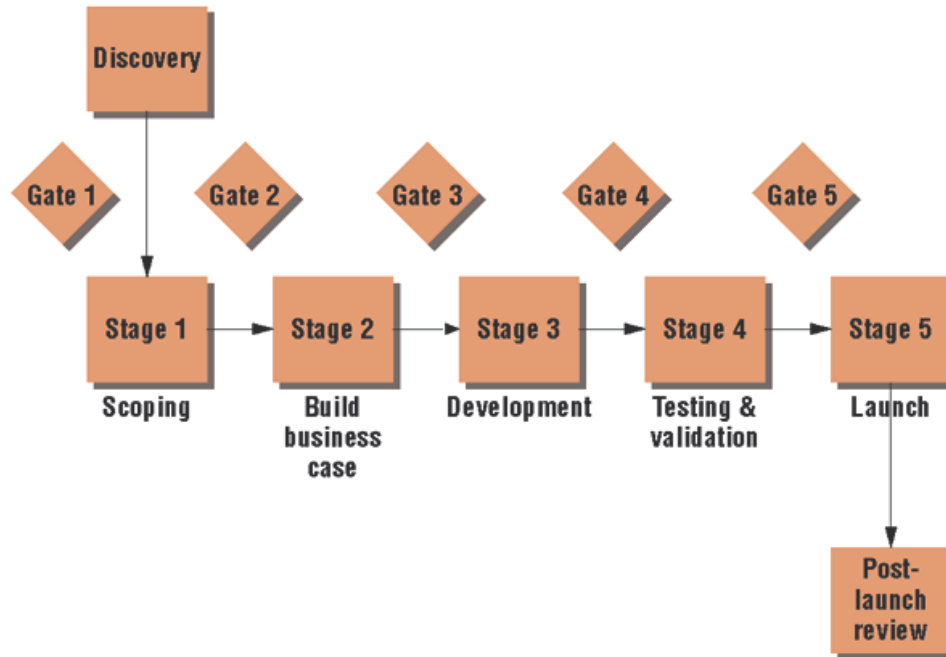 Discovery
Gate 1
Gate 2
Gate 3
Gate 4
Gate 5
Stage 1
Stage 2
Stage 3
Stage 4
Stage 5
Scoping
Build
business
case
Development
Testing &
validation
Launch
Post-
launch
review